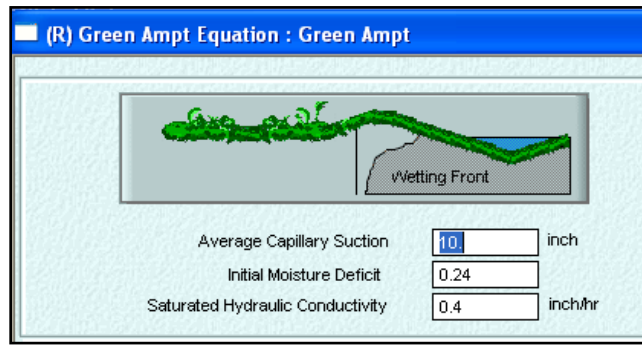 (R) Green Ampt Equation : Green Ampt
Wetting Front
Average Capillary Suction 10. inch
Initial Moisture Deficit 0.24
Saturated Hydraulic Conductivity 0.4 inch/hr